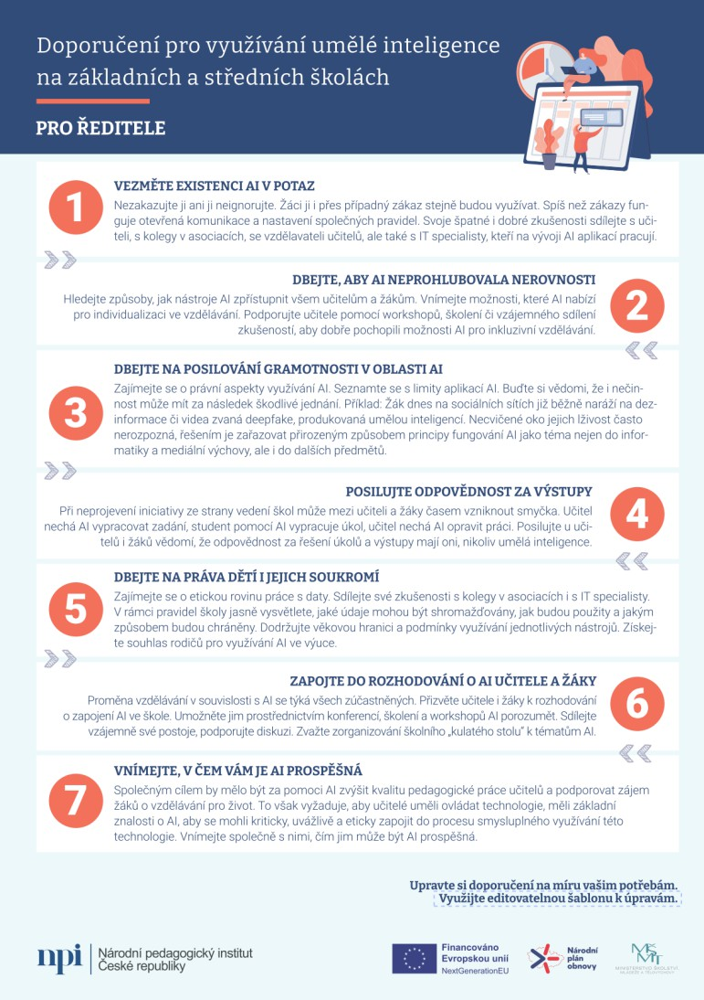 Doporučení pro využívání umělé inteligence
na základních a středních školách
PRO ŘEDITELE
1
VEZMĚTE EXISTENCI AI V POTAZ
Nezakazujte ji ani ji neignorujte. Žáci ji i přes případný zákaz stejně budou využívat. Spíš než zákazy fun-
guje otevřená komunikace a nastavení společných pravidel. Svoje špatné i dobré zkušenosti sdílejte s uči-
teli, s kolegy v asociacích, se vzdělavateli učitelů, ale také s IT specialisty, kteří na vývoji AI aplikací pracují.
DBEJTE, ABY AI NEPROHLUBOVALA NEROVNOSTI
2
Hledejte způsoby, jak nástroje AI zpřístupnit všem učitelům a žákům. Vnímejte možnosti, které AI nabízí
pro individualizaci ve vzdělávání. Podporujte učitele pomocí workshopů, školení či vzájemného sdílení
zkušeností, aby dobře pochopili možnosti AI pro inkluzivní vzdělávání.
3
DBEJTE NA POSILOVÁNÍ GRAMOTNOSTI V OBLASTI AI
Zajímejte se o právní aspekty využívání AI. Seznamte se s limity aplikací AI. Buďte si vědomi, že i nečin-
nost může mít za následek škodlivé jednání. Příklad: Žák dnes na sociálních sítích již běžně naráží na dez-
informace či videa zvaná deepfake, produkovaná umělou inteligencí. Necvičené oko jejich lživost často
nerozpozná, řešením je zařazovat přirozeným způsobem principy fungování AI jako téma nejen do infor-
matiky a mediální výchovy, ale i do dalších předmětů.
POSILUJTE ODPOVĚDNOST ZA VÝSTUPY
4
Při neprojevení iniciativy ze strany vedení škol může mezi učiteli a žáky časem vzniknout smyčka. Učitel
nechá AI vypracovat zadání, student pomocí AI vypracuje úkol, učitel nechá AI opravit práci. Posilujte u uči-
telů i žáků vědomí, že odpovědnost za řešení úkolů a výstupy mají oni, nikoliv umělá inteligence.
5
DBEJTE NA PRÁVA DĚTÍ I JEJICH SOUKROMÍ
Zajímejte se o etickou rovinu práce s daty. Sdílejte své zkušenosti s kolegy v asociacích i s IT specialisty.
V rámci pravidel školy jasně vysvětlete, jaké údaje mohou být shromažďovány, jak budou použity a jakým
způsobem budou chráněny. Dodržujte věkovou hranici a podmínky využívání jednotlivých nástrojů. Získej-
te souhlas rodičů pro využívání AI ve výuce.
ZAPOJTE DO ROZHODOVÁNÍ O AI UČITELE A ŽÁKY
6
Proměna vzdělávání v souvislosti s AI se týká všech zúčastněných. Přizvěte učitele i žáky k rozhodování
o zapojení AI ve škole. Umožněte jim prostřednictvím konferencí, školení a workshopů AI porozumět. Sdílejte
vzájemně své postoje, podporujte diskuzi. Zvažte zorganizování školního „kulatého stolu“ k tématům AI.
7
VNÍMEJTE, V ČEM VÁM JE AI PROSPĚŠNÁ
Společným cílem by mělo být za pomoci AI zvýšit kvalitu pedagogické práce učitelů a podporovat zájem
žáků o vzdělávání pro život. To však vyžaduje, aby učitelé uměli ovládat technologie, měli základní
znalosti o AI, aby se mohli kriticky, uvážlivě a eticky zapojit do procesu smysluplného využívání této
technologie. Vnímejte společně s nimi, čím jim může být AI prospěšná.
Upravte si doporučení na míru vašim potřebám.
Využijte editovatelnou šablonu k úpravám.
npi
Národní pedagogický institut
České republiky
Financováno
Evropskou unií
NextGenerationEU
Národní
plán
obnovy
MŠMT
MINISTERSTVO ŠKOLSTVÍ,
MLÁDEŽE A TĚLOVÝCHOVY